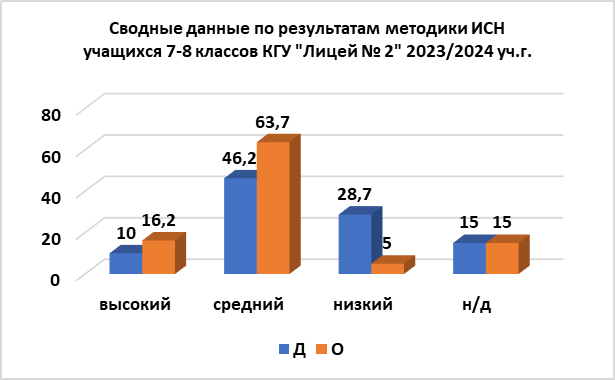 Сводные данные по результатам методики ИСН
учащихся 7-8 классов КГУ "Лицей № 2" 2023/2024 уч.г.
80
60
40
20
0
10
16,2
46,2
63,7
28,7
5
15
15
высокий
средний
низкий
н/д
Д
О